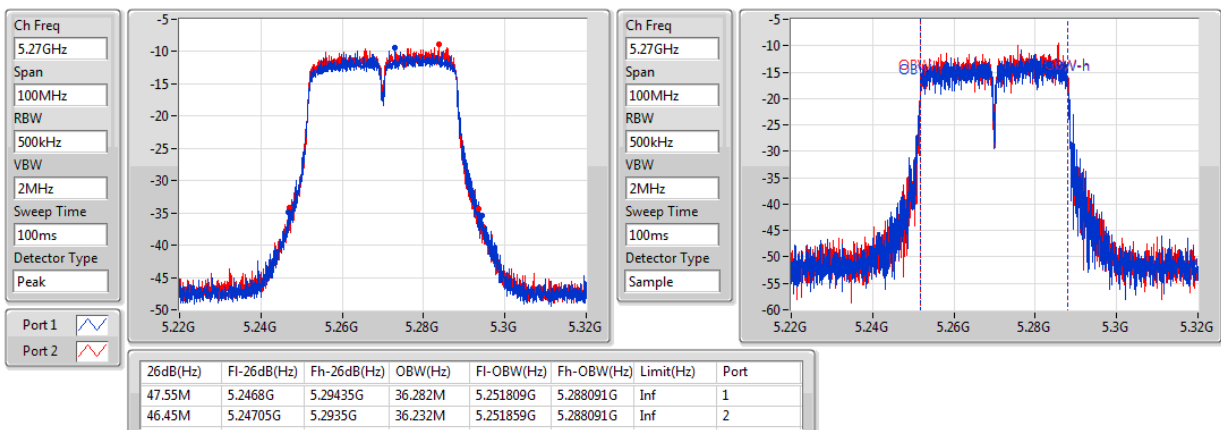 Ch Freq
5.27GHz
Span
100MHz
RBW
500kHz
VBW
2MHz
Sweep Time
100ms
Detector Type
Peak
Port 1
Port 2
-5
-10
-15
-20
-25
-30
-35
-40
-45
-50
5.22G 5.24G 5.26G 5.28G 5.3G 5.32G
Ch Freq
5.27GHz
Span
100MHz
RBW
500kHz
VBW
2MHz
Sweep Time
100ms
Detector Type
Sample
-5
-10
-15
-20
-25
-30
-35
-40
-45
-50
-55
-60
5.22G 5.24G 5.26G 5.28G 5.3G 5.32G
26dB(Hz) Fl-26dB(Hz) Fh-26dB(Hz) OBW(Hz) Fl-OBW(Hz) Fh-OBW(Hz) Limit(Hz) Port
47.55M 5.2468G 5.29435G 36.282M 5.251809G 5.288091G Inf 1
46.45M 5.24705G 5.2935G 36.232M 5.251859G 5.288091G Inf 2